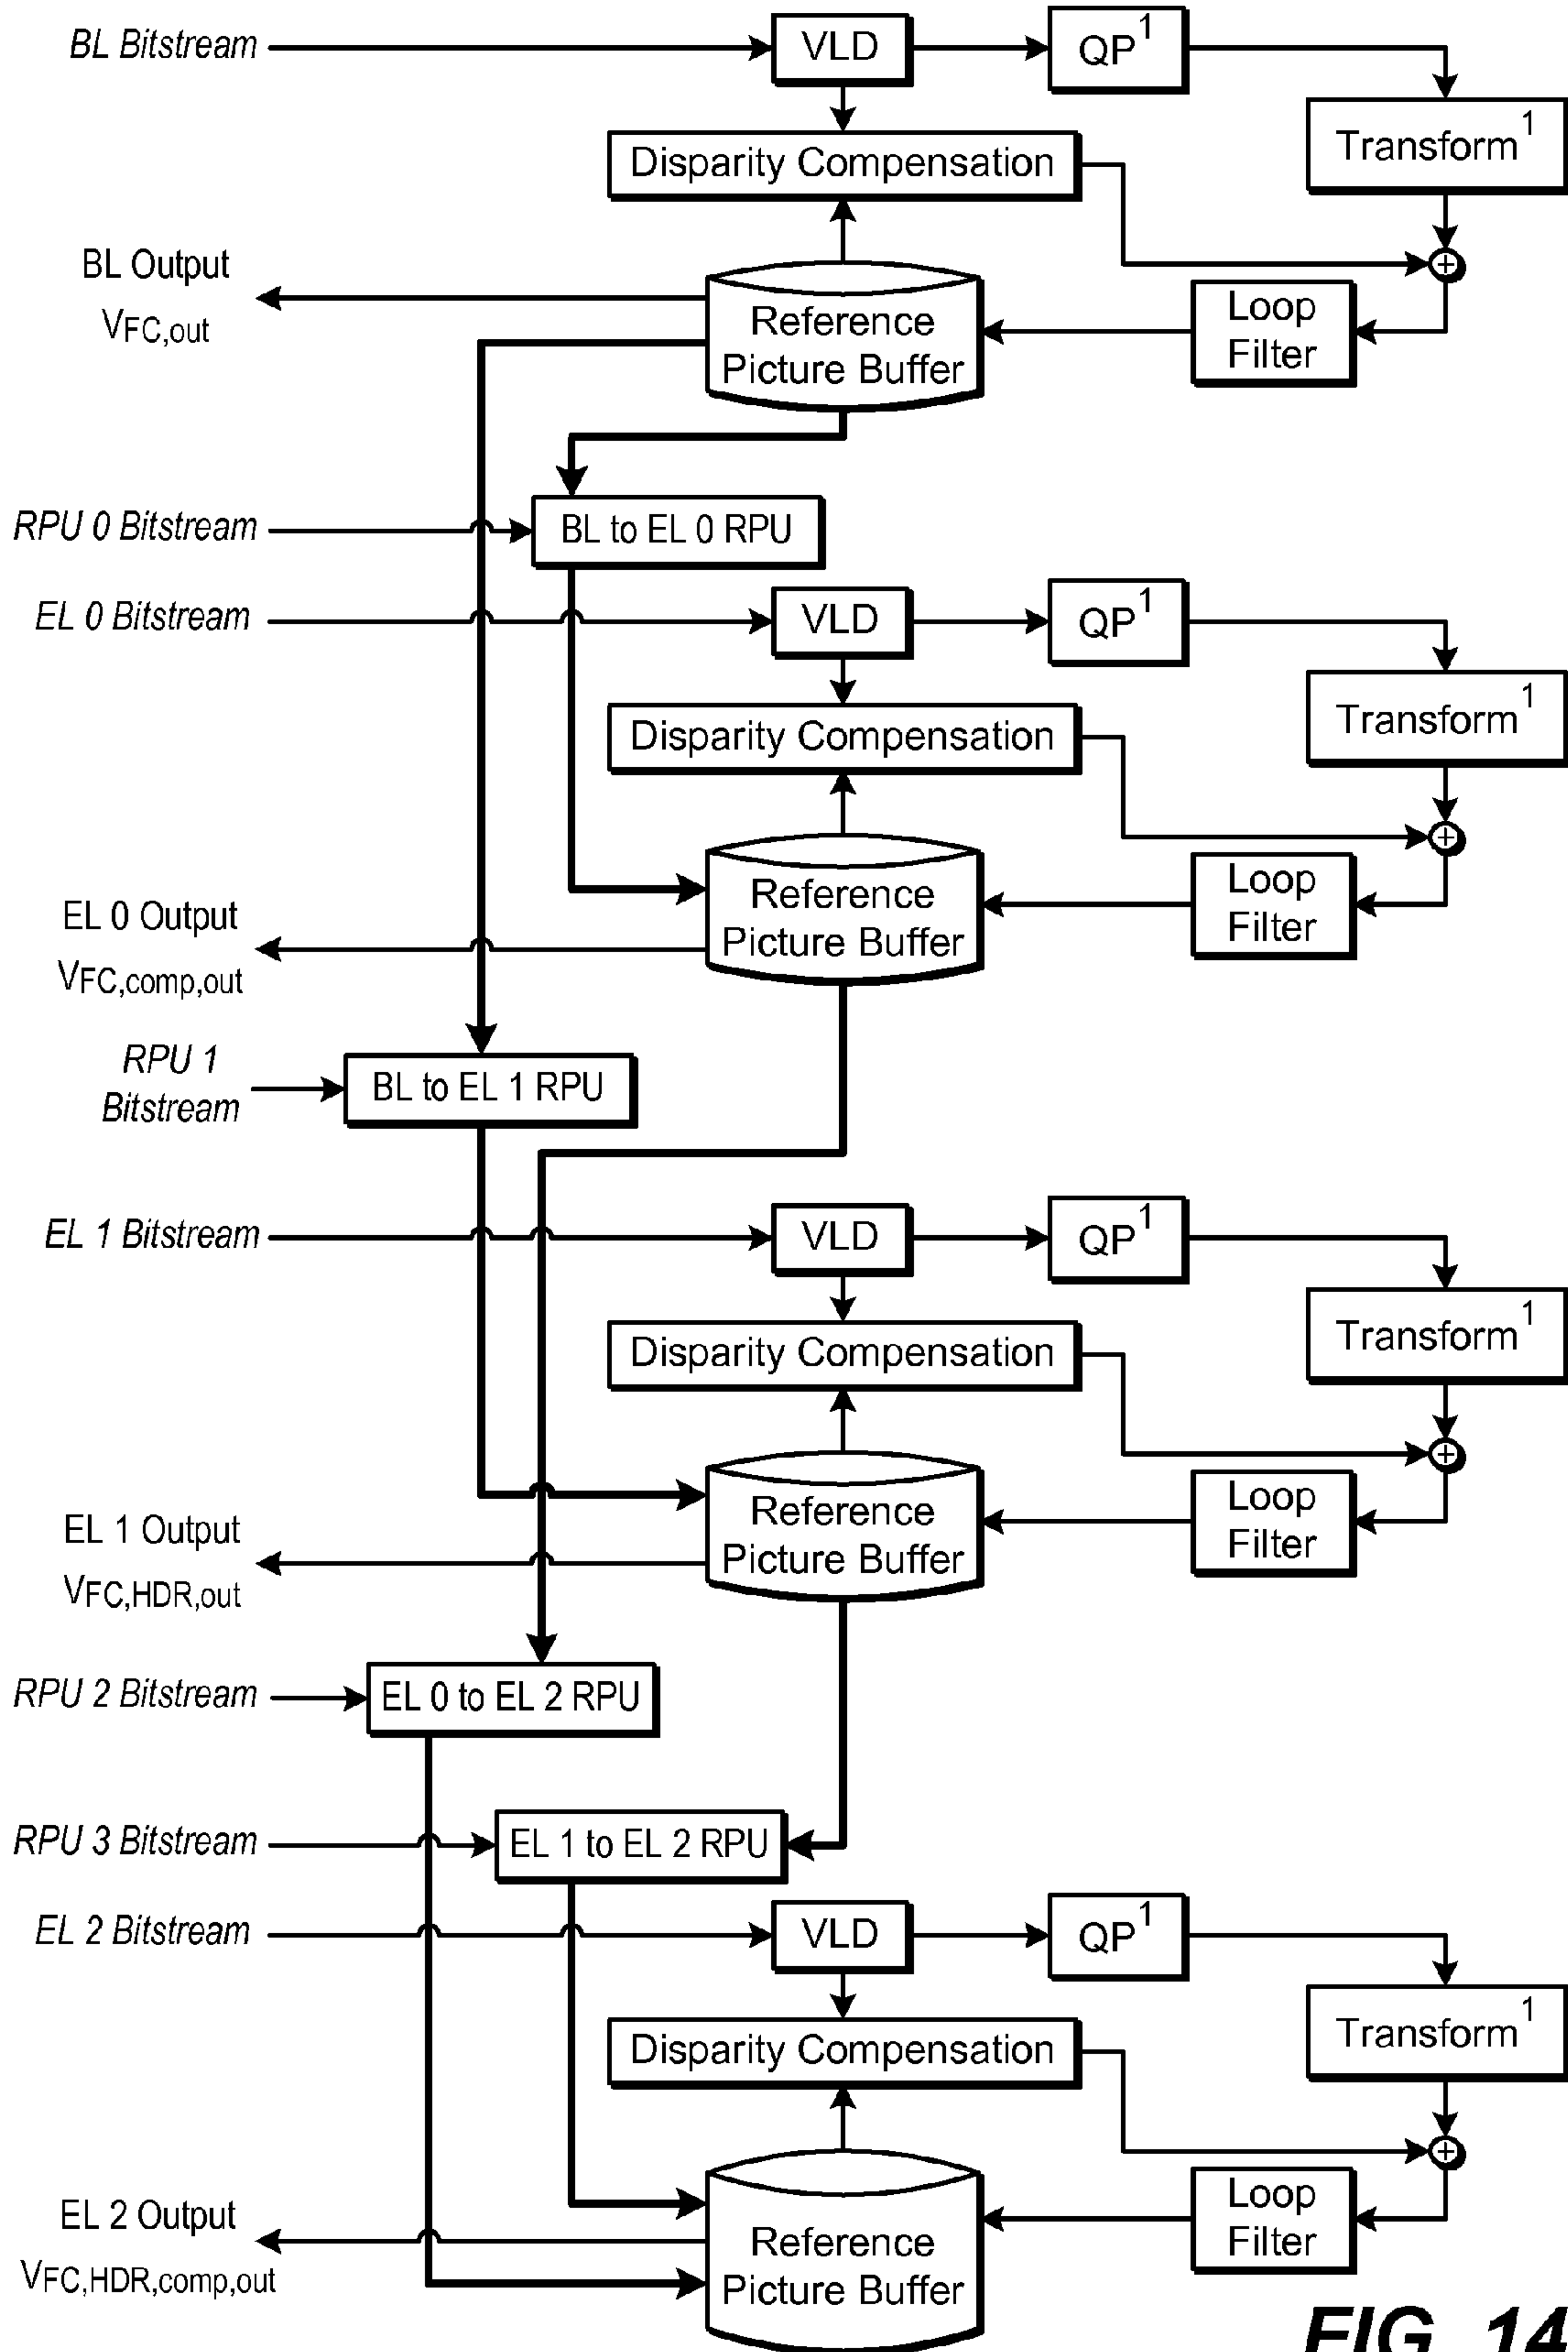 BL Bitstream
VLD
QP1
Transform1
Disparity Compensation
BL Output
VFC,out
Reference
Picture Buffer
Loop
Filter
RPU 0 Bitstream
BL to EL 0 RPU
EL 0 Bitstream
VLD
QP1
Transform1
Disparity Compensation
EL 0 Output
VFC,comp,out
Reference
Picture Buffer
Loop
Filter
RPU 1
Bitstream
BL to EL 1 RPU
EL 1 Bitstream
VLD
QP1
Transform1
Disparity Compensation
EL 1 Output
VFC,HDR,out
Reference
Picture Buffer
Loop
Filter
RPU 2 Bitstream
EL 0 to EL 2 RPU
RPU 3 Bitstream
EL 1 to EL 2 RPU
EL 2 Bitstream
VLD
QP1
Transform1
Disparity Compensation
EL 2 Output
VFC,HDR,comp,out
Reference
Picture Buffer
Loop
Filter
FIG. 14